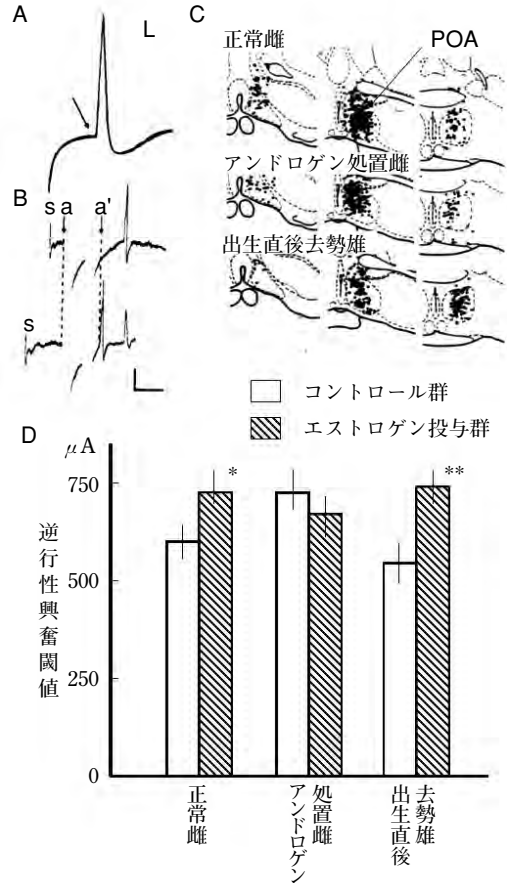 A
L
B
s a a'
s
C
正常雌
POA
アンドロゲン処置雌
出生直後去勢雄
コントロール群
エストロゲン投与群
D
μA
750
500
250
0
逆行性興奮閾値
*
**
正常雌
アンドロゲン
処置雌
出生直後
去勢雄